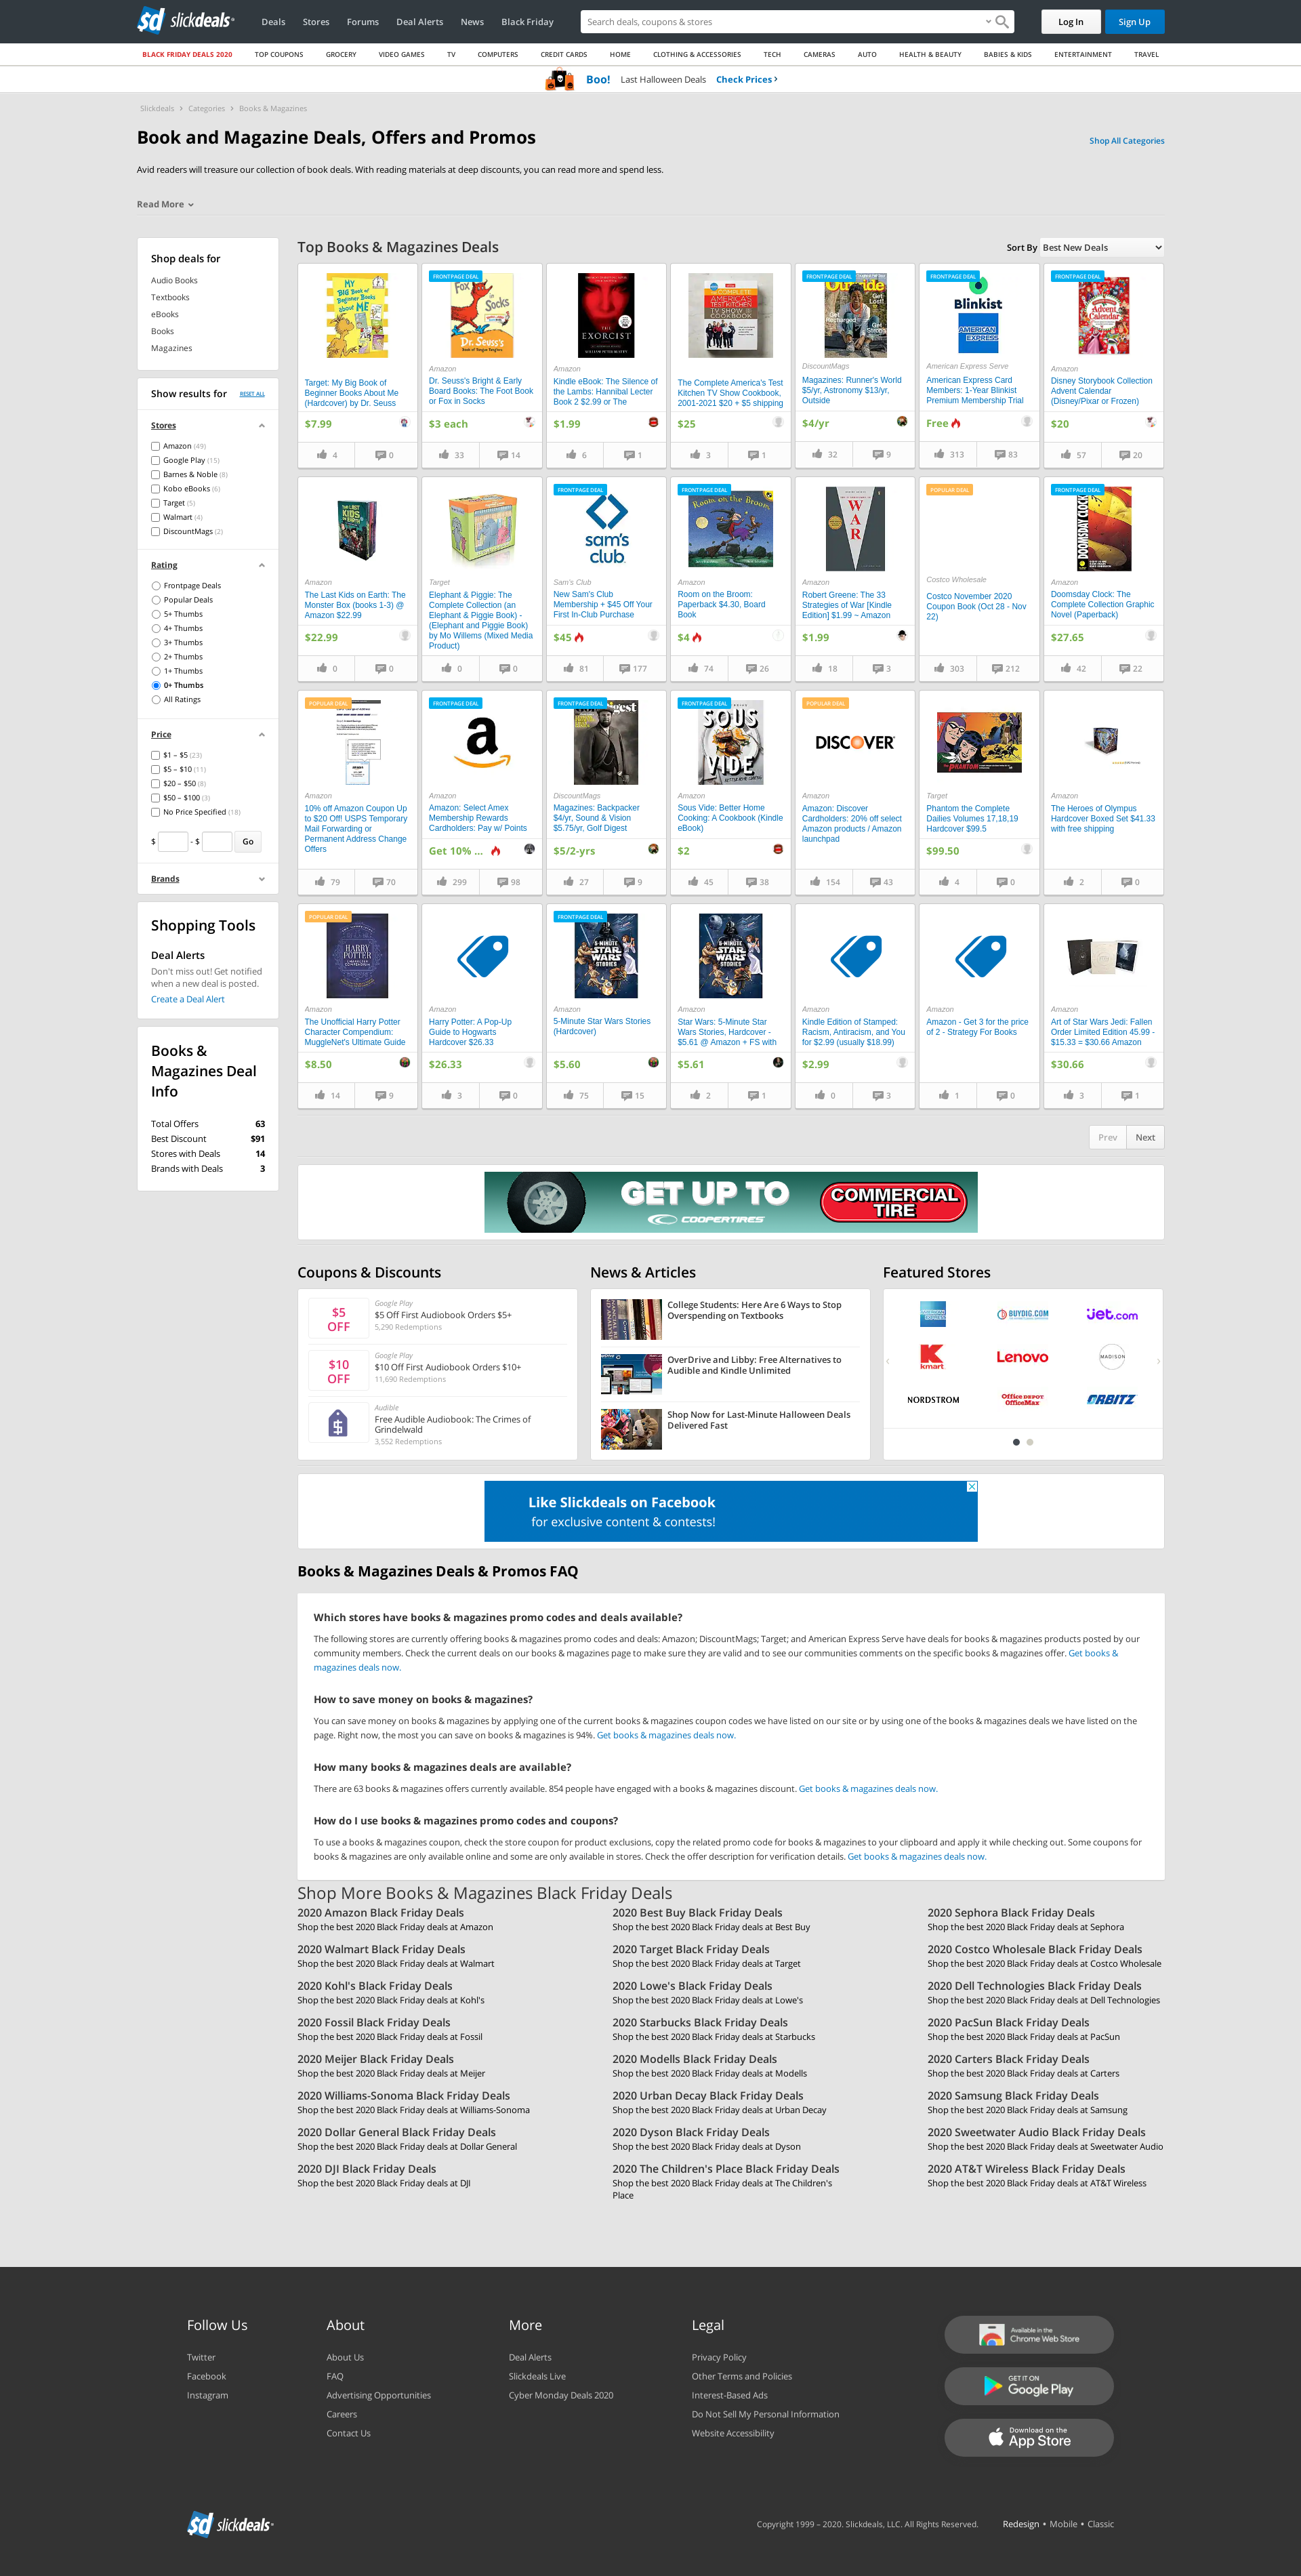 slickdeals
Deals Stores Forums Deal Alerts News Black Friday
Search deals, coupons & stores
Log In
Sign Up
BLACK FRIDAY DEALS 2020 TOP COUPONS GROCERY VIDEO GAMES TV COMPUTERS CREDIT CARDS HOME CLOTHING & ACCESSORIES TECH CAMERAS AUTO HEALTH & BEAUTY BABIES & KIDS ENTERTAINMENT TRAVEL
Boo! Last Halloween Deals Check Prices
Slickdeals > Categories > Books & Magazines
Book and Magazine Deals, Offers and Promos
Shop All Categories
Avid readers will treasure our collection of book deals. With reading materials at deep discounts, you can read more and spend less.
Read More
Shop deals for
Audio Books
Textbooks
eBooks
Books
Magazines
Show results for RESET ALL
Stores
Amazon (49)
Google Play (15)
Barnes & Noble (8)
Kobo eBooks (6)
Target (5)
Walmart (4)
DiscountMags (2)
Rating
Frontpage Deals
Popular Deals
5+ Thumbs
4+ Thumbs
3+ Thumbs
2+ Thumbs
1+ Thumbs
0+ Thumbs
All Ratings
Price
$1 – $5 (23)
$5 – $10 (11)
$20 – $50 (8)
$50 – $100 (3)
No Price Specified (18)
$ - $ Go
Brands
Shopping Tools
Deal Alerts
Don't miss out! Get notified
when a new deal is posted.
Create a Deal Alert
Books &
Magazines Deal
Info
Total Offers 63
Best Discount $91
Stores with Deals 14
Brands with Deals 3
Top Books & Magazines Deals
Sort By Best New Deals
Target: My Big Book of
Beginner Books About Me
(Hardcover) by Dr. Seuss
$7.99
4 0
FRONTPAGE DEAL
Amazon
Dr. Seuss's Bright & Early
Board Books: The Foot Book
or Fox in Socks
$3 each
33 14
THE EXORCIST
Amazon
Kindle eBook: The Silence of
the Lambs: Hannibal Lecter
Book 2 $2.99 or The
$1.99
6 1
The Complete America's Test
Kitchen TV Show Cookbook,
2001-2021 $20 + $5 shipping
$25
3 1
FRONTPAGE DEAL
DiscountMags
Magazines: Runner's World
$5/yr, Astronomy $13/yr,
Outside
$4/yr
32 9
FRONTPAGE DEAL
Blinkist
AMERICAN EXPRESS
American Express Serve
American Express Card
Members: 1-Year Blinkist
Premium Membership Trial
Free
313 83
FRONTPAGE DEAL
Advent Calendar
Amazon
Disney Storybook Collection
Advent Calendar
(Disney/Pixar or Frozen)
$20
57 20
Amazon
The Last Kids on Earth: The
Monster Box (books 1-3) @
Amazon $22.99
$22.99
0 0
Target
Elephant & Piggie: The
Complete Collection (an
Elephant & Piggie Book) -
(Elephant and Piggie Book)
by Mo Willems (Mixed Media
Product)
0 0
FRONTPAGE DEAL
sam's club
Sam's Club
New Sam's Club
Membership + $45 Off Your
First In-Club Purchase
$45
81 177
FRONTPAGE DEAL
Room on the Broom
Amazon
Room on the Broom:
Paperback $4.30, Board
Book
$4
74 26
WAR
Amazon
Robert Greene: The 33
Strategies of War [Kindle
Edition] $1.99 ~ Amazon
$1.99
18 3
POPULAR DEAL
Costco Wholesale
Costco November 2020
Coupon Book (Oct 28 - Nov
22)
303 212
FRONTPAGE DEAL
DOOMSDAY CLOCK
Amazon
Doomsday Clock: The
Complete Collection Graphic
Novel (Paperback)
$27.65
42 22
POPULAR DEAL
Amazon
10% off Amazon Coupon Up
to $20 Off! USPS Temporary
Mail Forwarding or
Permanent Address Change
Offers
79 70
FRONTPAGE DEAL
Amazon
Amazon: Select Amex
Membership Rewards
Cardholders: Pay w/ Points
Get 10% ...
299 98
FRONTPAGE DEAL
DiscountMags
Magazines: Backpacker
$4/yr, Sound & Vision
$5.75/yr, Golf Digest
$5/2-yrs
27 9
FRONTPAGE DEAL
SOUS VIDE
Amazon
Sous Vide: Better Home
Cooking: A Cookbook (Kindle
eBook)
$2
45 38
POPULAR DEAL
DISCOVER
Amazon
Amazon: Discover
Cardholders: 20% off select
Amazon products / Amazon
launchpad
154 43
Target
Phantom the Complete
Dailies Volumes 17,18,19
Hardcover $99.5
$99.50
4 0
Amazon
The Heroes of Olympus
Hardcover Boxed Set $41.33
with free shipping
2 0
POPULAR DEAL
HARRY POTTER
Amazon
The Unofficial Harry Potter
Character Compendium:
MuggleNet's Ultimate Guide
$8.50
14 9
Amazon
Harry Potter: A Pop-Up
Guide to Hogwarts
Hardcover $26.33
$26.33
3 0
FRONTPAGE DEAL
STAR WARS
Amazon
5-Minute Star Wars Stories
(Hardcover)
$5.60
75 15
STAR WARS
Amazon
Star Wars: 5-Minute Star
Wars Stories, Hardcover -
$5.61 @ Amazon + FS with
$5.61
2 1
Amazon
Kindle Edition of Stamped:
Racism, Antiracism, and You
for $2.99 (usually $18.99)
$2.99
0 3
Amazon
Amazon - Get 3 for the price
of 2 - Strategy For Books
1 0
Amazon
Art of Star Wars Jedi: Fallen
Order Limited Edition 45.99 -
$15.33 = $30.66 Amazon
$30.66
3 1
Prev Next
GET UP TO
COOPERTIRES
COMMERCIAL TIRE
Coupons & Discounts
$5 OFF
Google Play
$5 Off First Audiobook Orders $5+
5,290 Redemptions
$10 OFF
Google Play
$10 Off First Audiobook Orders $10+
11,690 Redemptions
Audible
Free Audible Audiobook: The Crimes of
Grindelwald
3,552 Redemptions
News & Articles
College Students: Here Are 6 Ways to Stop
Overspending on Textbooks
OverDrive and Libby: Free Alternatives to
Audible and Kindle Unlimited
Shop Now for Last-Minute Halloween Deals
Delivered Fast
Featured Stores
AMERICAN EXPRESS BUYDIG.COM jet.com
kmart Lenovo MADISON
NORDSTROM Office DEPOT OfficeMax ORBITZ
Like Slickdeals on Facebook
for exclusive content & contests!
Books & Magazines Deals & Promos FAQ
Which stores have books & magazines promo codes and deals available?
The following stores are currently offering books & magazines promo codes and deals: Amazon; DiscountMags; Target; and American Express Serve have deals for books & magazines products posted by our
community members. Check the current deals on our books & magazines page to make sure they are valid and to see our communities comments on the specific books & magazines offer. Get books &
magazines deals now.
How to save money on books & magazines?
You can save money on books & magazines by applying one of the current books & magazines coupon codes we have listed on our site or by using one of the books & magazines deals we have listed on the
page. Right now, the most you can save on books & magazines is 94%. Get books & magazines deals now.
How many books & magazines deals are available?
There are 63 books & magazines offers currently available. 854 people have engaged with a books & magazines discount. Get books & magazines deals now.
How do I use books & magazines promo codes and coupons?
To use a books & magazines coupon, check the store coupon for product exclusions, copy the related promo code for books & magazines to your clipboard and apply it while checking out. Some coupons for
books & magazines are only available online and some are only available in stores. Check the offer description for verification details. Get books & magazines deals now.
Shop More Books & Magazines Black Friday Deals
2020 Amazon Black Friday Deals
Shop the best 2020 Black Friday deals at Amazon
2020 Best Buy Black Friday Deals
Shop the best 2020 Black Friday deals at Best Buy
2020 Sephora Black Friday Deals
Shop the best 2020 Black Friday deals at Sephora
2020 Walmart Black Friday Deals
Shop the best 2020 Black Friday deals at Walmart
2020 Target Black Friday Deals
Shop the best 2020 Black Friday deals at Target
2020 Costco Wholesale Black Friday Deals
Shop the best 2020 Black Friday deals at Costco Wholesale
2020 Kohl's Black Friday Deals
Shop the best 2020 Black Friday deals at Kohl's
2020 Lowe's Black Friday Deals
Shop the best 2020 Black Friday deals at Lowe's
2020 Dell Technologies Black Friday Deals
Shop the best 2020 Black Friday deals at Dell Technologies
2020 Fossil Black Friday Deals
Shop the best 2020 Black Friday deals at Fossil
2020 Starbucks Black Friday Deals
Shop the best 2020 Black Friday deals at Starbucks
2020 PacSun Black Friday Deals
Shop the best 2020 Black Friday deals at PacSun
2020 Meijer Black Friday Deals
Shop the best 2020 Black Friday deals at Meijer
2020 Modells Black Friday Deals
Shop the best 2020 Black Friday deals at Modells
2020 Carters Black Friday Deals
Shop the best 2020 Black Friday deals at Carters
2020 Williams-Sonoma Black Friday Deals
Shop the best 2020 Black Friday deals at Williams-Sonoma
2020 Urban Decay Black Friday Deals
Shop the best 2020 Black Friday deals at Urban Decay
2020 Samsung Black Friday Deals
Shop the best 2020 Black Friday deals at Samsung
2020 Dollar General Black Friday Deals
Shop the best 2020 Black Friday deals at Dollar General
2020 Dyson Black Friday Deals
Shop the best 2020 Black Friday deals at Dyson
2020 Sweetwater Audio Black Friday Deals
Shop the best 2020 Black Friday deals at Sweetwater Audio
2020 DJI Black Friday Deals
Shop the best 2020 Black Friday deals at DJI
2020 The Children's Place Black Friday Deals
Shop the best 2020 Black Friday deals at The Children's
Place
2020 AT&T Wireless Black Friday Deals
Shop the best 2020 Black Friday deals at AT&T Wireless
Follow Us
Twitter
Facebook
Instagram
About
About Us
FAQ
Advertising Opportunities
Careers
Contact Us
More
Deal Alerts
Slickdeals Live
Cyber Monday Deals 2020
Legal
Privacy Policy
Other Terms and Policies
Interest-Based Ads
Do Not Sell My Personal Information
Website Accessibility
Available in the
Chrome Web Store
GET IT ON
Google Play
Download on the
App Store
slickdeals
Copyright 1999 – 2020. Slickdeals, LLC. All Rights Reserved.
Redesign • Mobile • Classic